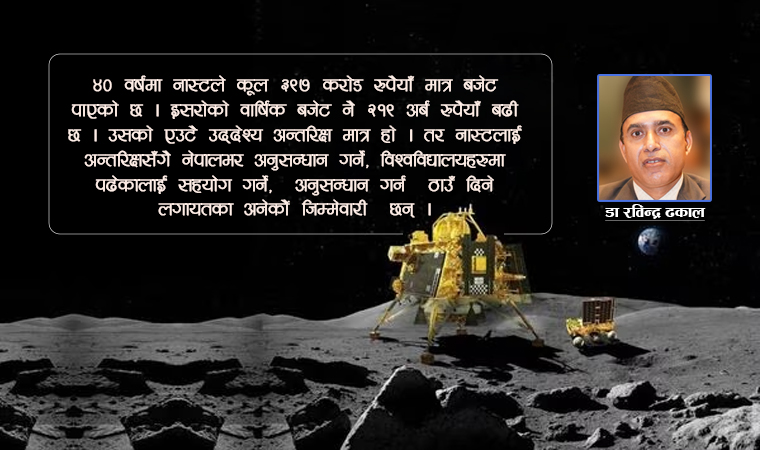 ४० वर्षमा नास्टले कूल ३९७ करोड रुपैयाँ मात्र बजेट
पाएको छ । इसरोको वार्षिक बजेट नै २१९ अर्ब रुपैयाँ बढी
छ । उसको एउटै उद्देश्य अन्तरिक्ष मात्र हो । तर नास्टलाई
अन्तरिक्षसँगै नेपालभर अनुसन्धान गर्ने, विश्वविद्यालयहरुमा
पढेकालाई सहयोग गर्ने, अनुसन्धान गर्न ठाउँ दिने
लगायतका अनेकौं जिम्मेवारी छन् ।
डा रविन्द्र ढकाल